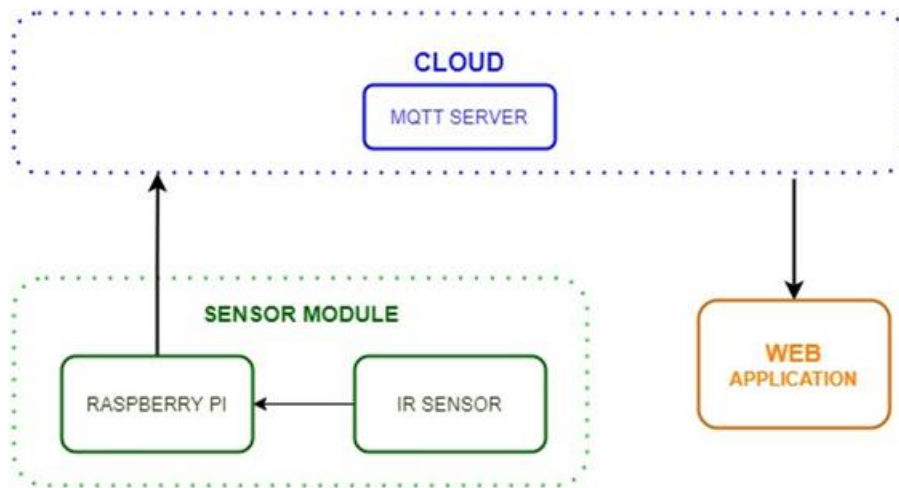 CLOUD
MQTT SERVER
SENSOR MODULE
RASPBERRY PI
IR SENSOR
WEB
APPLICATION